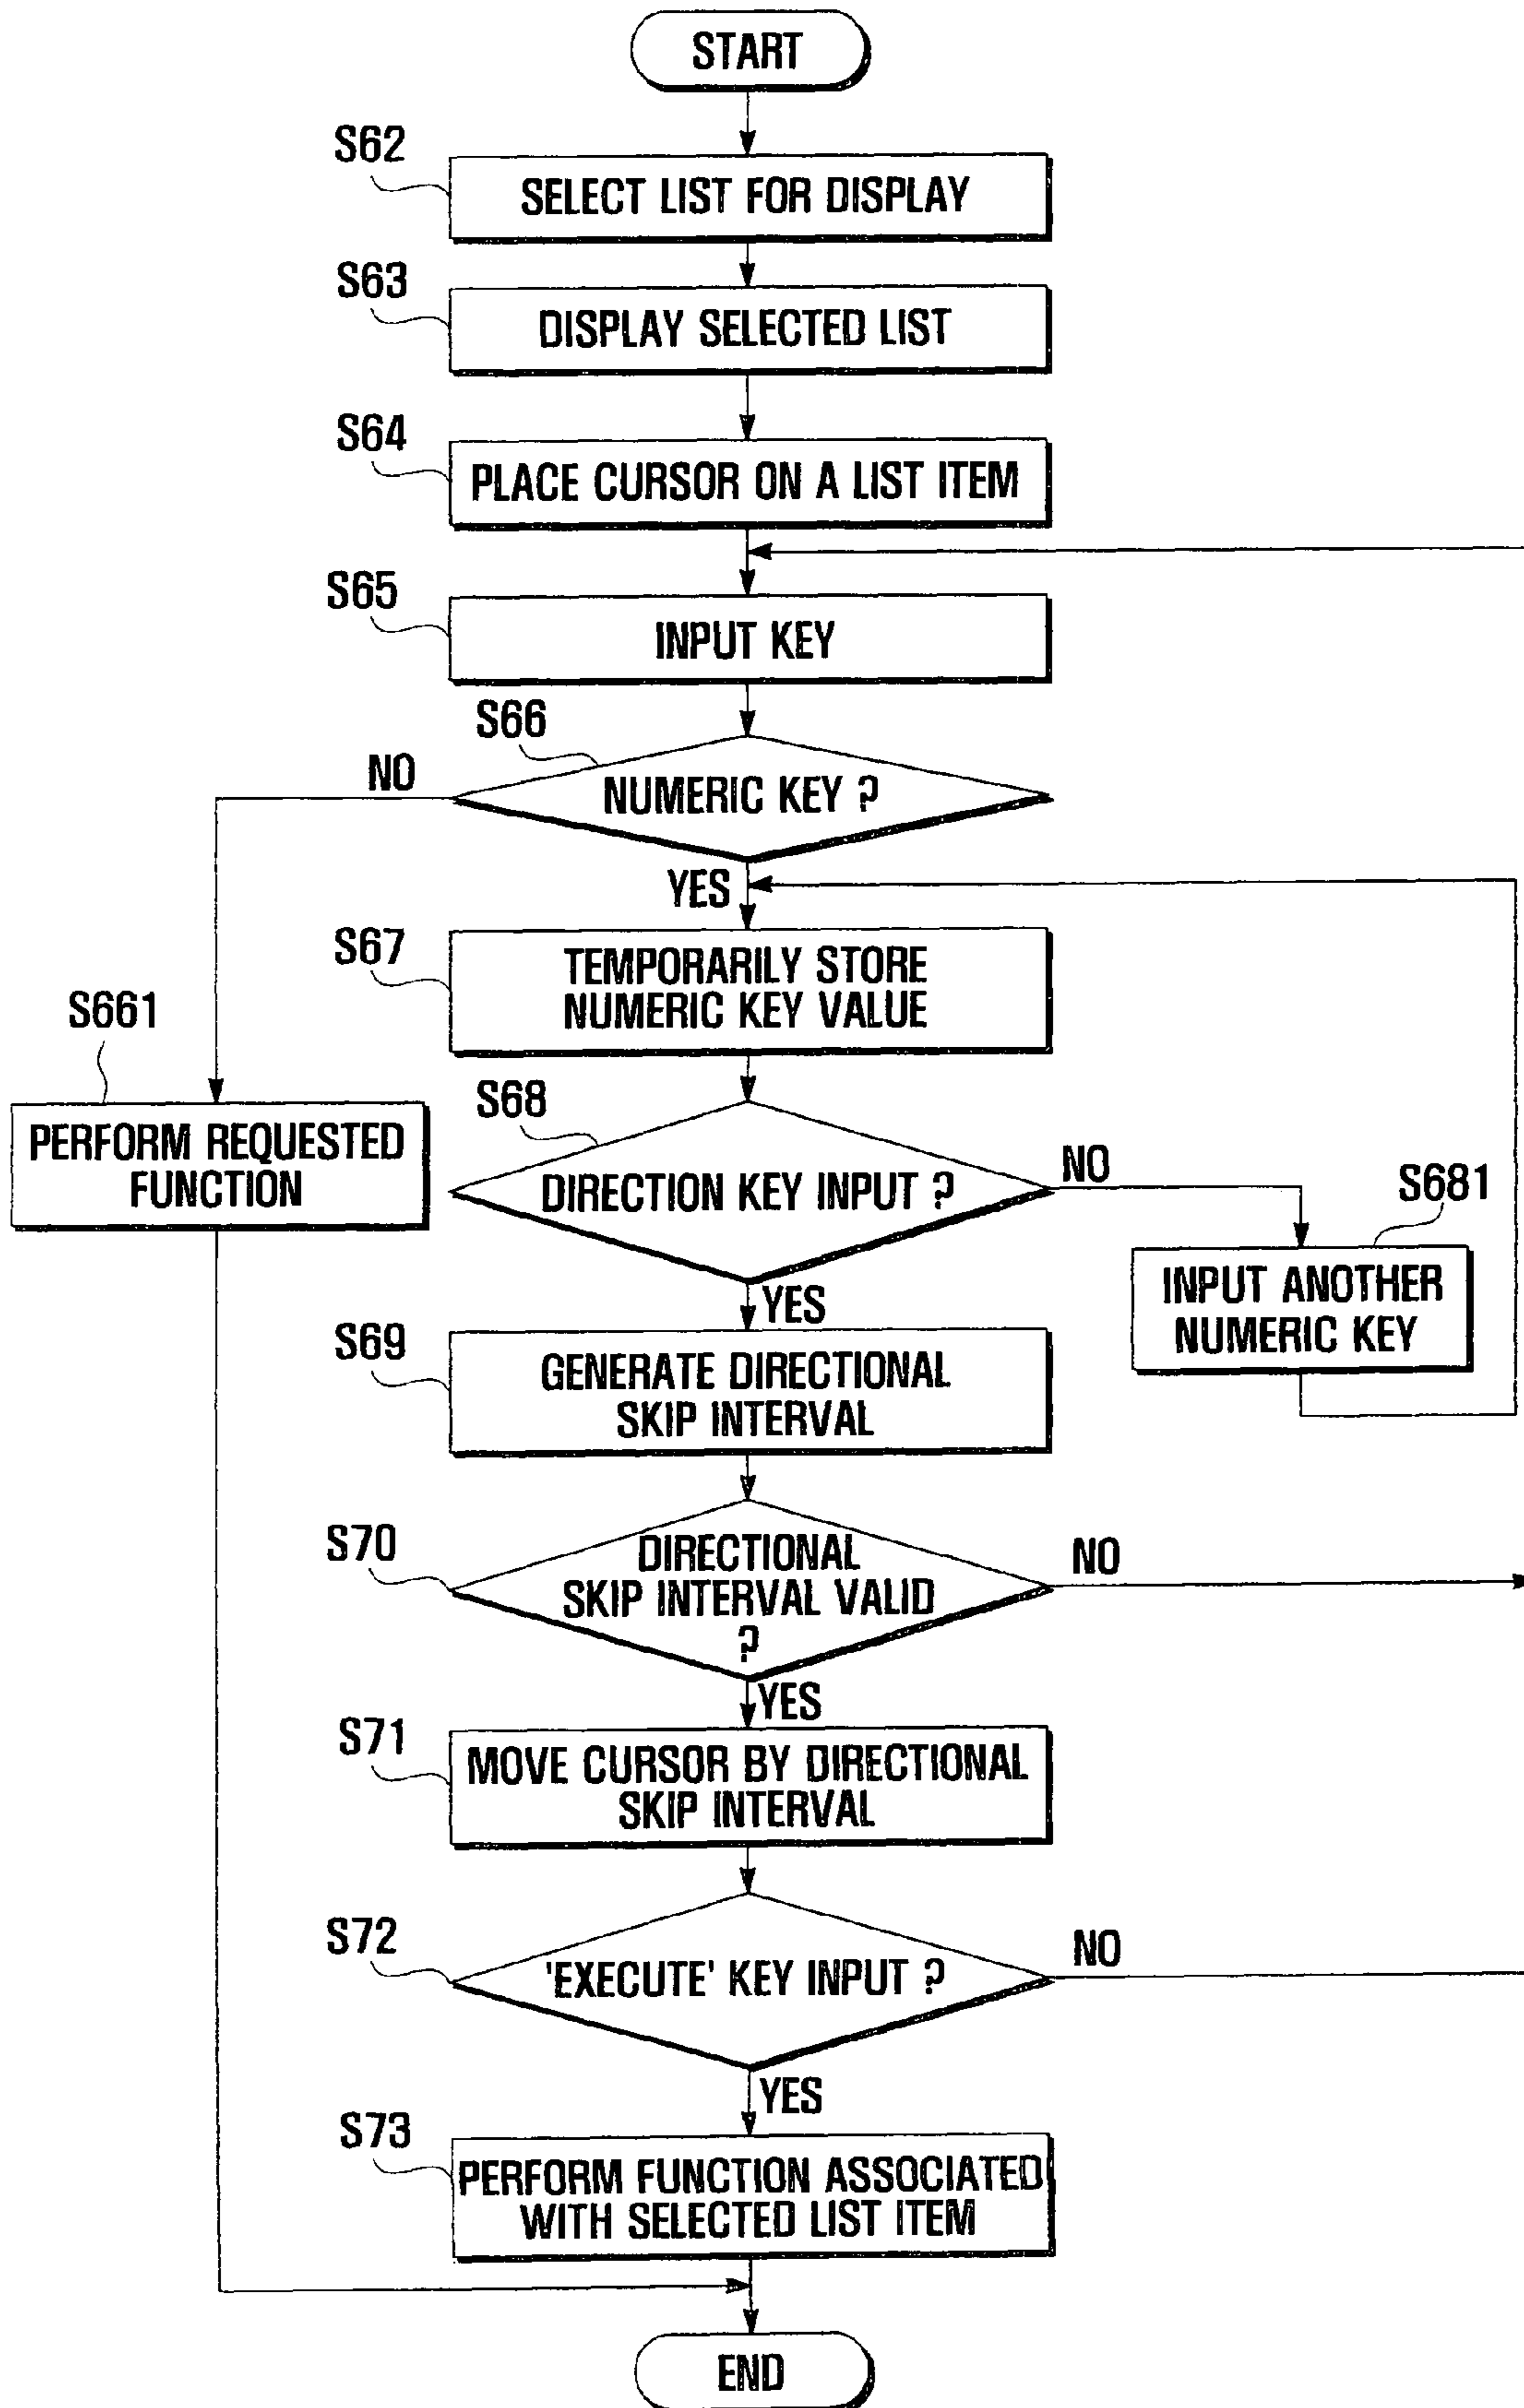 START
S62
SELECT LIST FOR DISPLAY
S63
DISPLAY SELECTED LIST
S64
PLACE CURSOR ON A LIST ITEM
S65
INPUT KEY
S66
NO
NUMERIC KEY ?
YES
S67
TEMPORARILY STORE
NUMERIC KEY VALUE
S661
PERFORM REQUESTED
FUNCTION
S68
DIRECTION KEY INPUT ?
NO
S681
INPUT ANOTHER
NUMERIC KEY
YES
S69
GENERATE DIRECTIONAL
SKIP INTERVAL
S70
DIRECTIONAL
SKIP INTERVAL VALID
?
NO
YES
S71
MOVE CURSOR BY DIRECTIONAL
SKIP INTERVAL
S72
'EXECUTE' KEY INPUT ?
NO
YES
S73
PERFORM FUNCTION ASSOCIATED
WITH SELECTED LIST ITEM
END